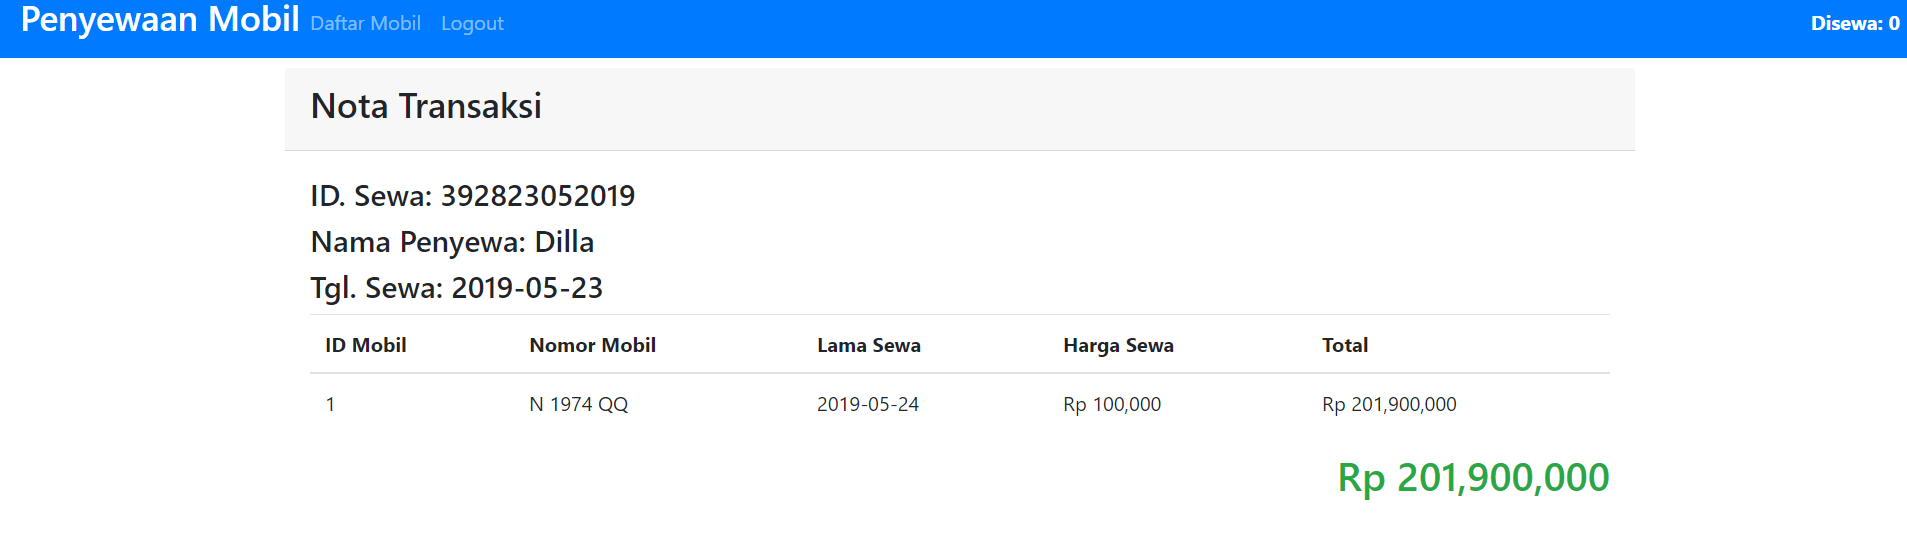 Penyewaan Mobil Daftar Mobil Logout Disewa: 0
Nota Transaksi
ID. Sewa: 392823052019
Nama Penyewa: Dilla
Tgl. Sewa: 2019-05-23
ID Mobil Nomor Mobil Lama Sewa Harga Sewa Total
1 N 1974 QQ 2019-05-24 Rp 100,000 Rp 201,900,000
Rp 201,900,000